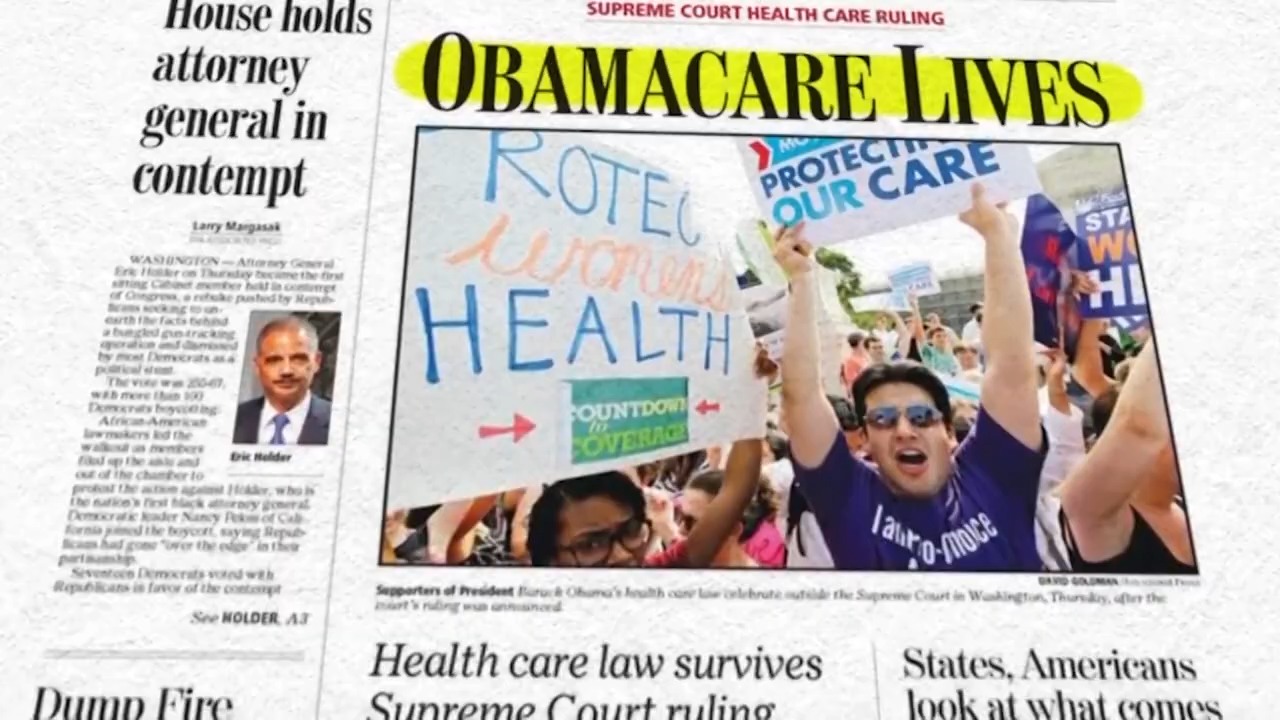 House holds
attorney
general in
contempt
Larry Margasak
WASHINGTON — Attorney General
Eric Holder on Thursday became the first
sitting Cabinet member held in contempt
of Congress, a rebuke pushed by Repub-
licans seeking to un-
earth the facts behind
a bungled gun-tracking
operation and dismissed
by most Democrats as a
political stunt.
The vote was 255-67,
with more than 100
Democrats boycotting.
African-American
lawmakers led the
walkout as members
filed up the aisle and
out of the chamber to
protest the action against Holder, who is
the nation's first black attorney general.
Democratic leader Nancy Pelosi of Cali-
fornia joined the boycott, saying Repub-
licans had gone "over the edge" in their
partisanship.
Seventeen Democrats voted with
Republicans in favor of the contempt
See HOLDER, A3
Eric Holder
Dump Fire
SUPREME COURT HEALTH CARE RULING
OBAMACARE LIVES
ROTEC
womens
HEALTH
COUNTDOWN
to
COVERAGE
PROTECTIN
OUR CARE
STA
WO
HE
DAVID GOLDMAN / Associated Press
Supporters of President Barack Obama's health care law celebrate outside the Supreme Court in Washington, Thursday, after the
court's ruling was announced.
Health care law survives
Supreme Court ruling
States, Americans
look at what comes